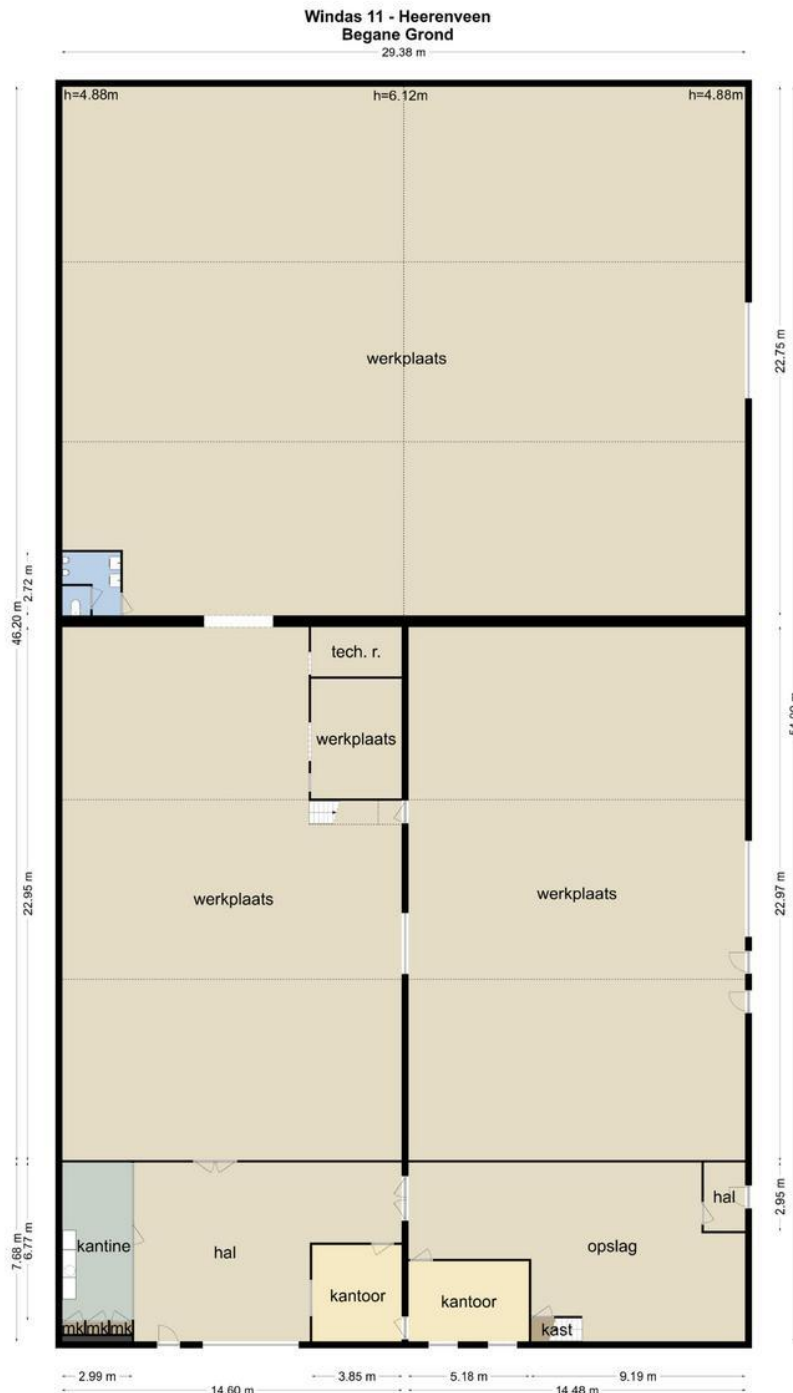 Windas 11 - Heerenveen
Begane Grond
29.38 m
h=4.88m
h=6.12m
h=4.88m
werkplaats
22.75 m
2.72 m
46.20 m
tech. r.
werkplaats
werkplaats
werkplaats
22.95 m
22.97 m
hal
2.95 m
kantine
hal
opslag
7.68 m
6.77 m
kantoor
kantoor
mk
mk
mk
kast
2.99 m
3.85 m
5.18 m
9.19 m
14.60 m
14.48 m